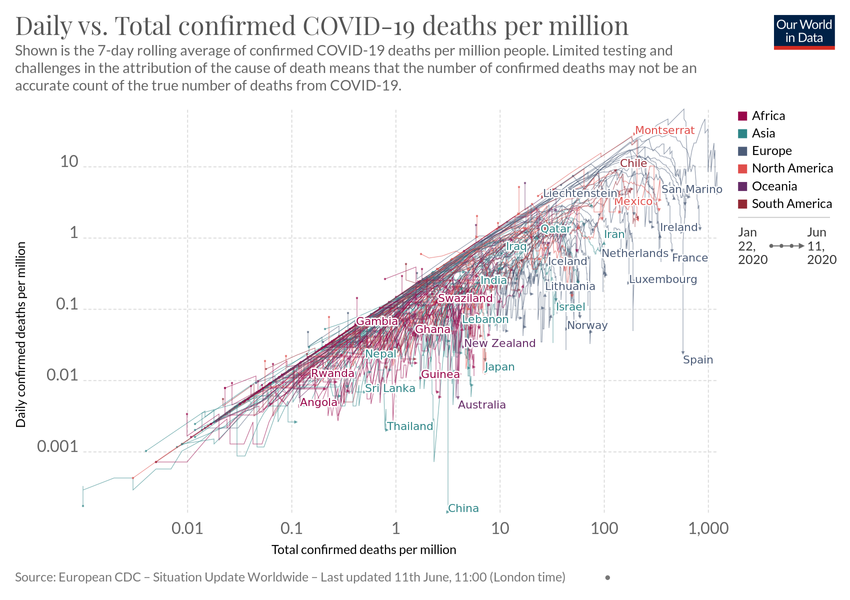 Daily vs. Total confirmed COVID-19 deaths per million
Our World
in Data
Shown is the 7-day rolling average of confirmed COVID-19 deaths per million people. Limited testing and
challenges in the attribution of the cause of death means that the number of confirmed deaths may not be an
accurate count of the true number of deaths from COVID-19.
Africa
Asia
Europe
North America
Oceania
South America
Jan
22,
2020
Jun
11,
2020
Daily confirmed deaths per million
10
1
0.1
0.01
0.001
Montserrat
Chile
Liechtenstein
San Marino
Mexico
Qatar
Ireland
Iran
Iraq
Netherlands
France
Iceland
India
Luxembourg
Lithuania
Swaziland
Israel
Gambia
Lebanon
Norway
Ghana
New Zealand
Nepal
Spain
Japan
Rwanda
Guinea
Sri Lanka
Angola
Australia
Thailand
China
0.01
0.1
1
10
100
1,000
Total confirmed deaths per million
Source: European CDC – Situation Update Worldwide – Last updated 11th June, 11:00 (London time)